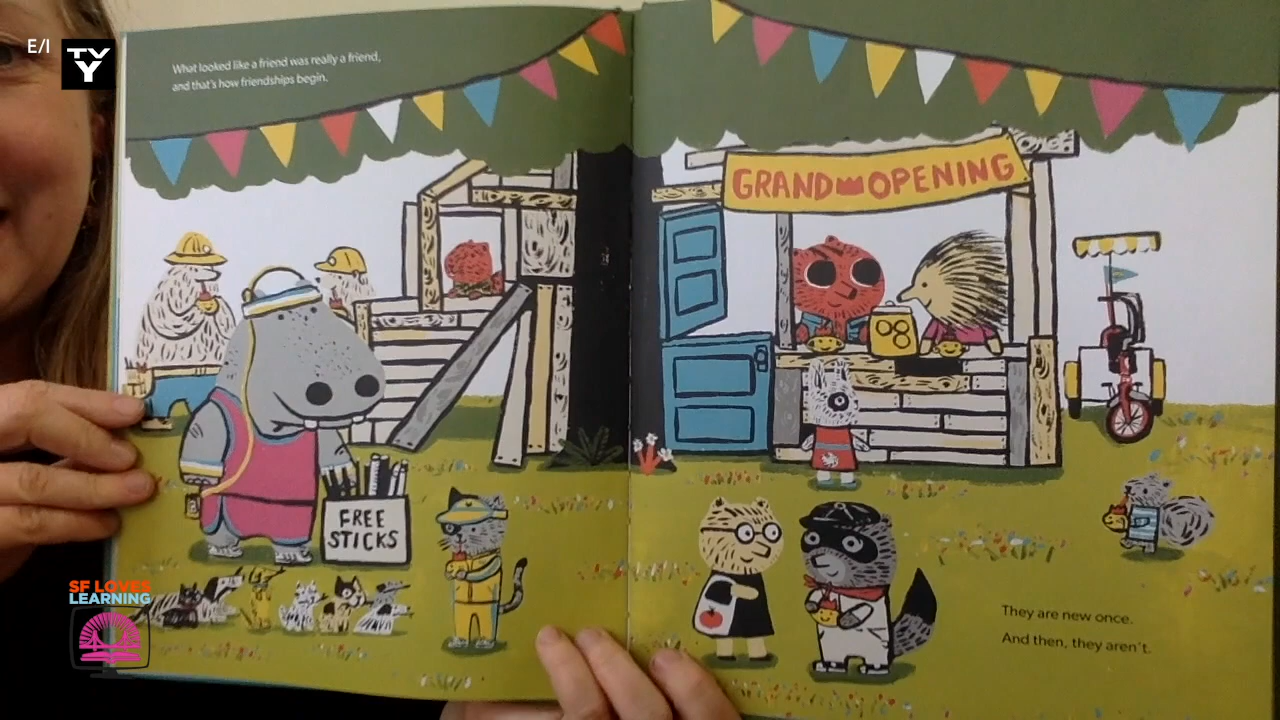 E/I
TV
Y
What looked like a friend was really a friend,
and that's how friendships begin.
GRAND OPENING
FREE
STICKS
SF LOVES
LEARNING
They are new once.
And then, they aren't.